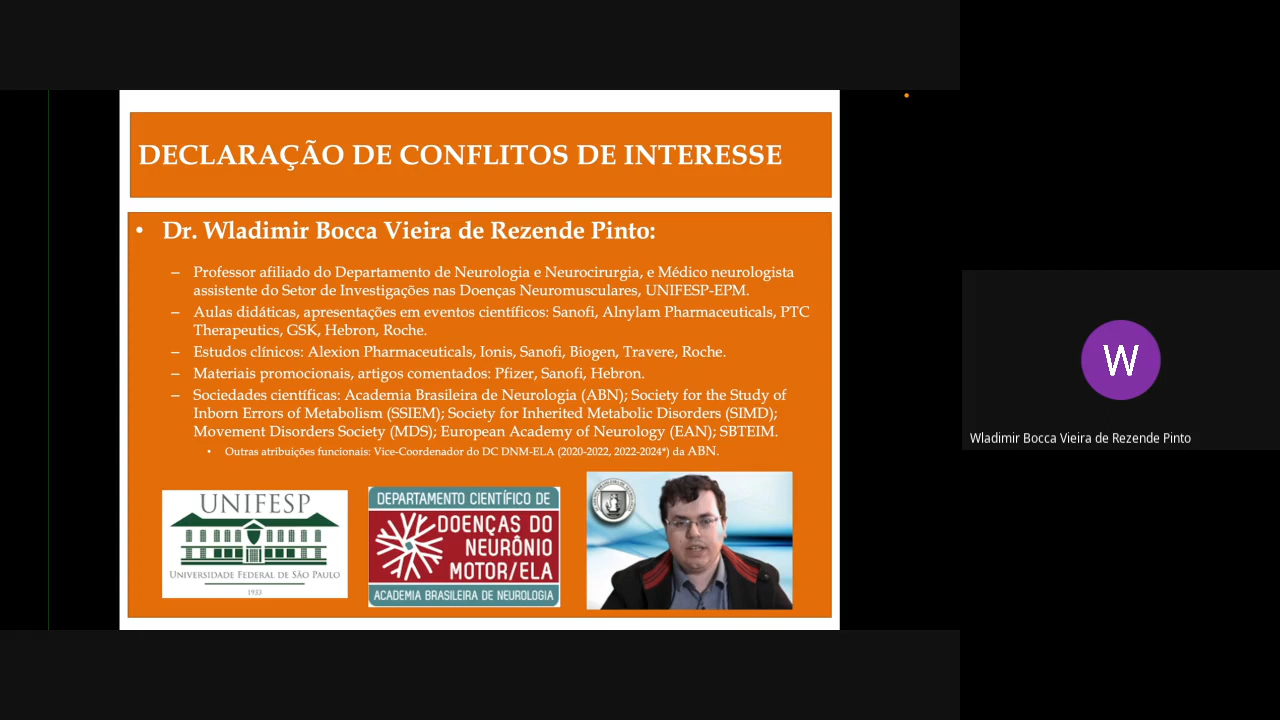 DECLARAÇÃO DE CONFLITOS DE INTERESSE
• Dr. Wladimir Bocca Vieira de Rezende Pinto:
– Professor afiliado do Departamento de Neurologia e Neurocirurgia, e Médico neurologista
assistente do Setor de Investigações nas Doenças Neuromusculares, UNIFESP-EPM.
– Aulas didáticas, apresentações em eventos científicos: Sanofi, Alnylam Pharmaceuticals, PTC
Therapeutics, GSK, Hebron, Roche.
– Estudos clínicos: Alexion Pharmaceuticals, Ionis, Sanofi, Biogen, Travere, Roche.
– Materiais promocionais, artigos comentados: Pfizer, Sanofi, Hebron.
– Sociedades científicas: Academia Brasileira de Neurologia (ABN); Society for the Study of
Inborn Errors of Metabolism (SSIEM); Society for Inherited Metabolic Disorders (SIMD);
Movement Disorders Society (MDS); European Academy of Neurology (EAN); SBTEIM.
• Outras atribuições funcionais: Vice-Coordenador do DC DNM-ELA (2020-2022, 2022-2024*) da ABN.
UNIFESP
UNIVERSIDADE FEDERAL DE SÃO PAULO
1933
DEPARTAMENTO CIENTÍFICO DE
DOENÇAS DO
NEURÔNIO
MOTOR/ELA
ACADEMIA BRASILEIRA DE NEUROLOGIA
W
Wladimir Bocca Vieira de Rezende Pinto